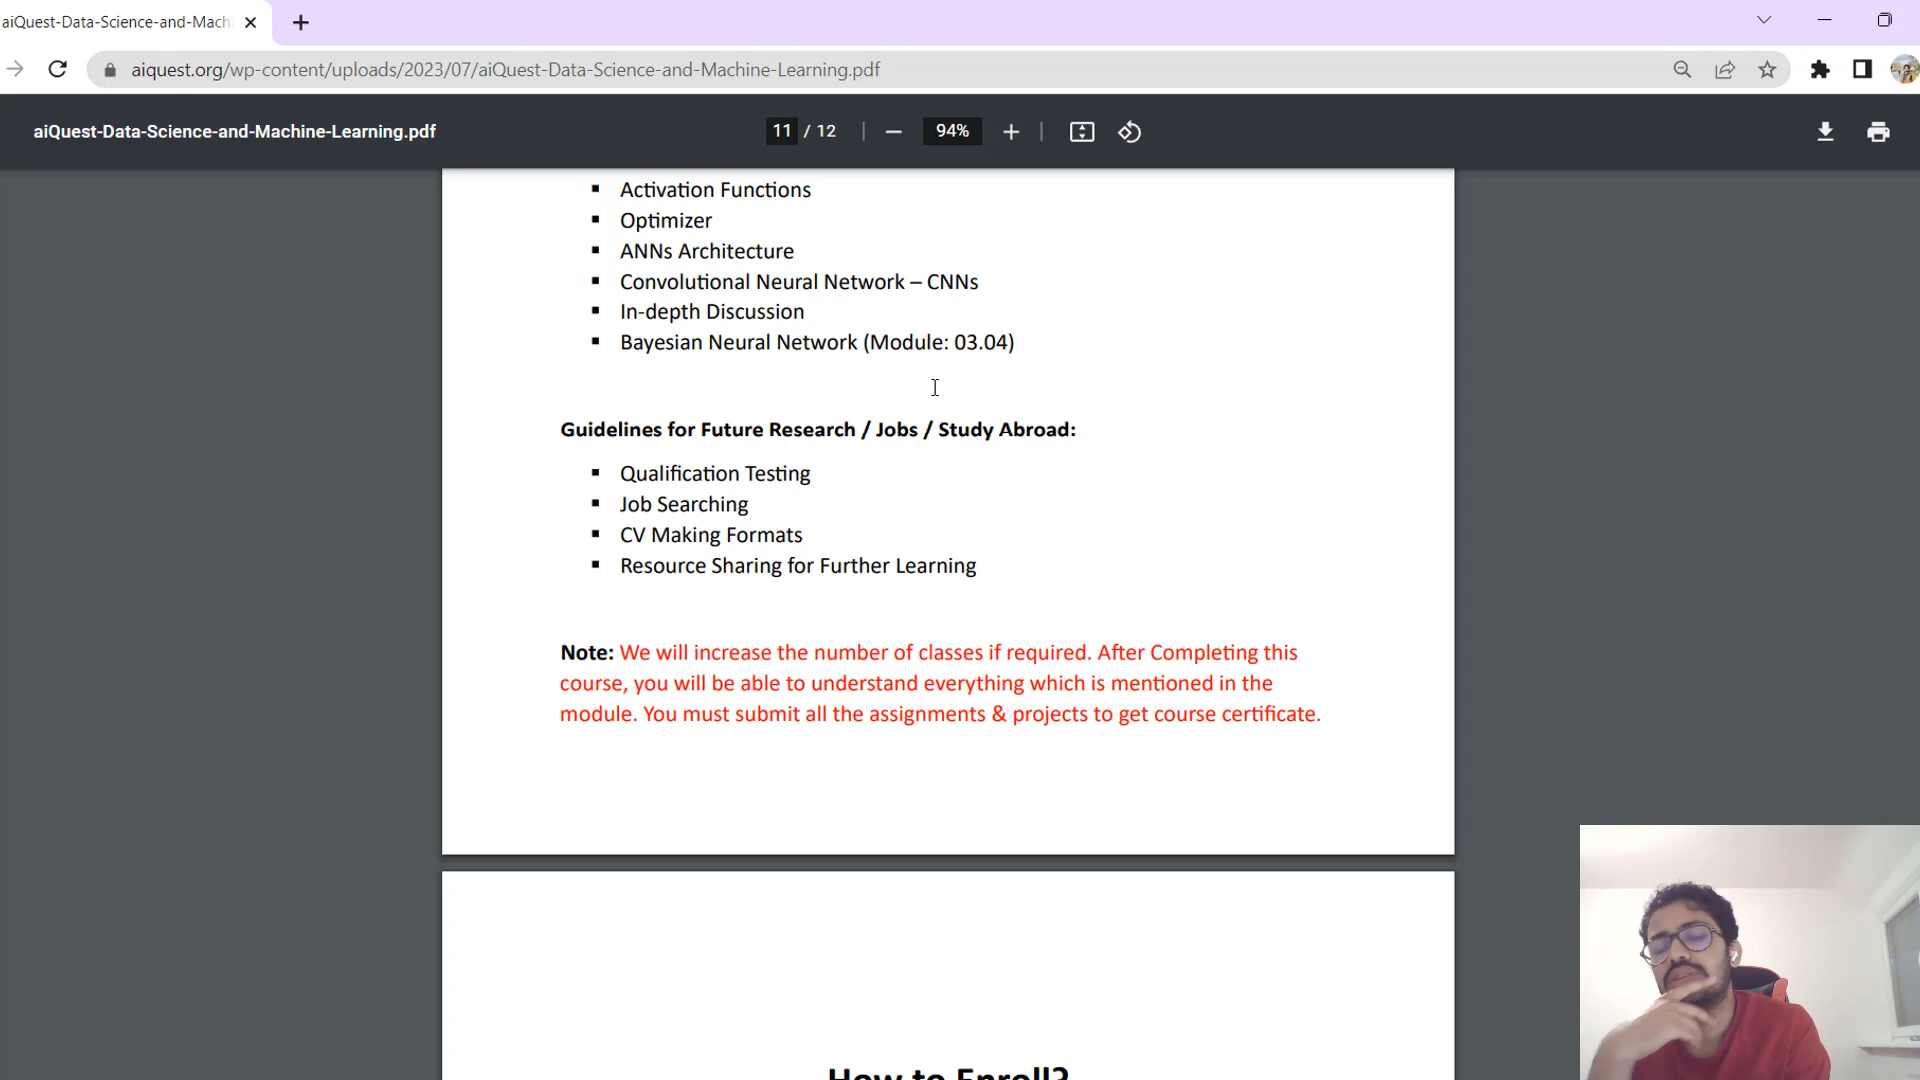 aiQuest-Data-Science-and-Mach
aiquest.org/wp-content/uploads/2023/07/aiQuest-Data-Science-and-Machine-Learning.pdf
aiQuest-Data-Science-and-Machine-Learning.pdf
11 / 12
94%
▪ Activation Functions
▪ Optimizer
▪ ANNs Architecture
▪ Convolutional Neural Network – CNNs
▪ In-depth Discussion
▪ Bayesian Neural Network (Module: 03.04)
Guidelines for Future Research / Jobs / Study Abroad:
▪ Qualification Testing
▪ Job Searching
▪ CV Making Formats
▪ Resource Sharing for Further Learning
Note: We will increase the number of classes if required. After Completing this
course, you will be able to understand everything which is mentioned in the
module. You must submit all the assignments & projects to get course certificate.
How to Enroll?